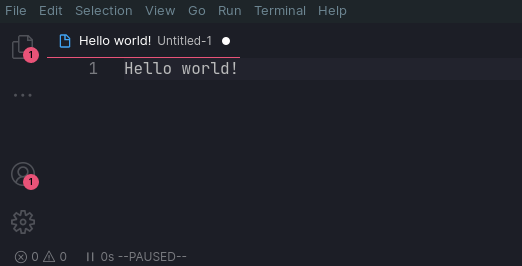 File Edit Selection View Go Run Terminal Help
Hello world! Untitled-1
1
1 Hello world!
1
0 0 0s --PAUSED--